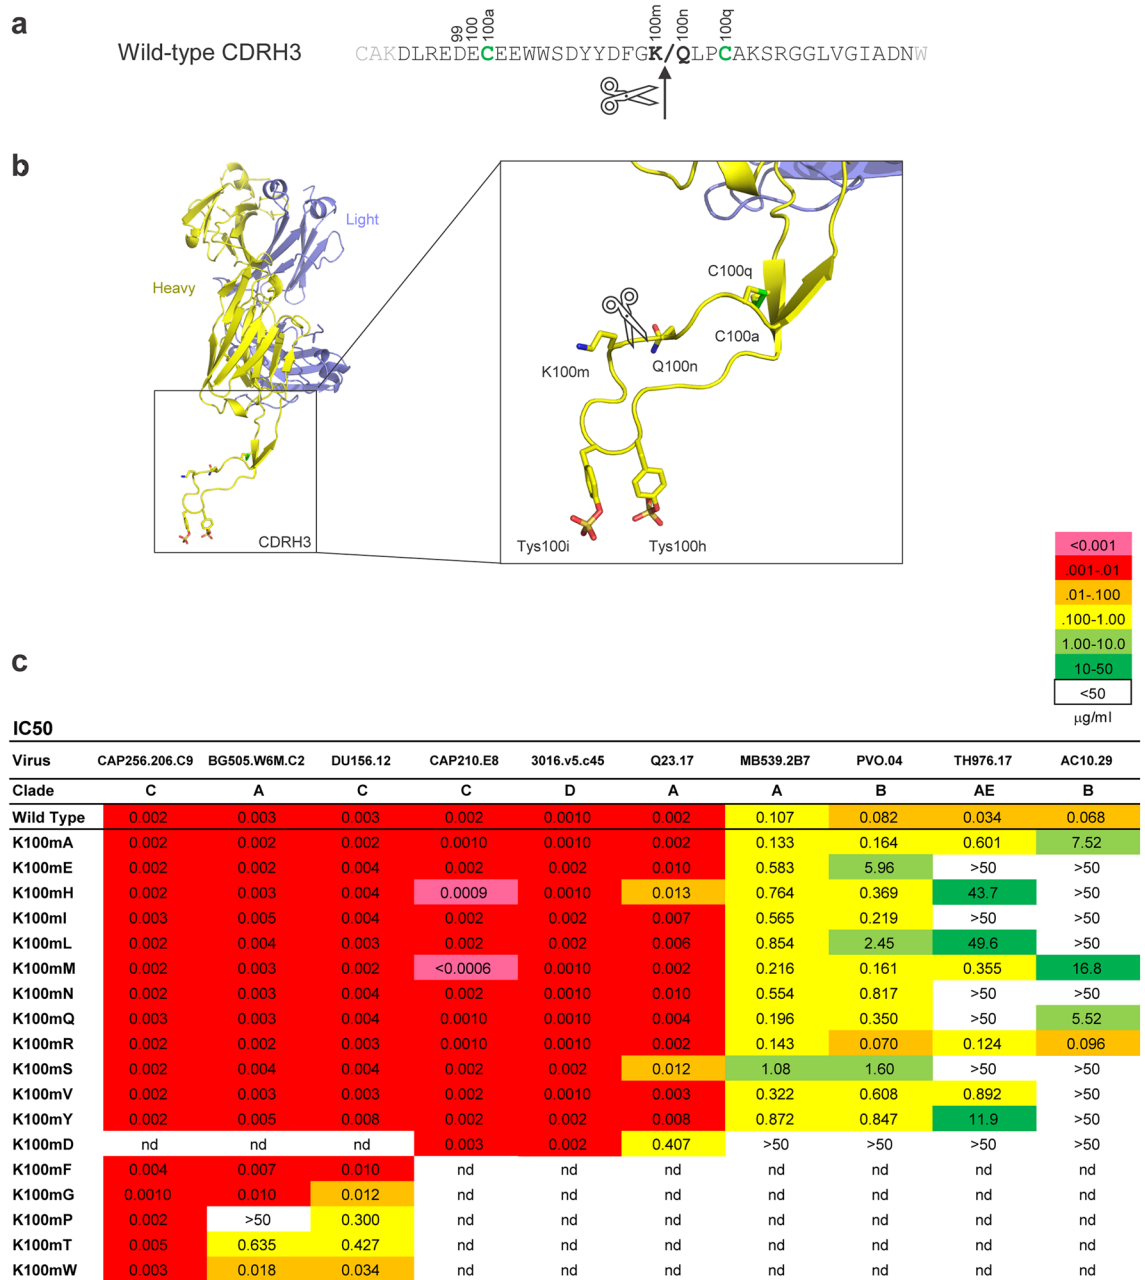 a
99 100 100a 100m 100n 100q
Wild-type CDRH3 CAKDLREDECEEWWSDYYDFGK/QLPCAKSRGGLVGIADNW
b
Light
Heavy
CDRH3
C100q
C100a
K100m
Q100n
Tys100i
Tys100h
<0.001
.001-.01
.01-.100
.100-1.00
1.00-10.0
10-50
<50
µg/ml
c
IC50
Virus CAP256.206.C9 BG505.W6M.C2 DU156.12 CAP210.E8 3016.v5.c45 Q23.17 MB539.2B7 PVO.04 TH976.17 AC10.29
Clade C A C C D A A B AE B
Wild Type 0.002 0.003 0.003 0.002 0.0010 0.002 0.107 0.082 0.034 0.068
K100mA 0.002 0.002 0.002 0.0010 0.0010 0.002 0.133 0.164 0.601 7.52
K100mE 0.002 0.002 0.004 0.002 0.002 0.010 0.583 5.96 >50 >50
K100mH 0.002 0.003 0.004 0.0009 0.0010 0.013 0.764 0.369 43.7 >50
K100mI 0.003 0.005 0.004 0.002 0.002 0.007 0.565 0.219 >50 >50
K100mL 0.002 0.004 0.003 0.002 0.002 0.006 0.854 2.45 49.6 >50
K100mM 0.002 0.003 0.002 <0.0006 0.0010 0.002 0.216 0.161 0.355 16.8
K100mN 0.002 0.003 0.004 0.002 0.0010 0.010 0.554 0.817 >50 >50
K100mQ 0.003 0.003 0.004 0.0010 0.0010 0.004 0.196 0.350 >50 5.52
K100mR 0.002 0.002 0.003 0.0010 0.0010 0.002 0.143 0.070 0.124 0.096
K100mS 0.002 0.004 0.004 0.002 0.002 0.012 1.08 1.60 >50 >50
K100mV 0.002 0.003 0.003 0.002 0.0010 0.003 0.322 0.608 0.892 >50
K100mY 0.002 0.005 0.008 0.002 0.002 0.008 0.872 0.847 11.9 >50
K100mD nd nd nd 0.003 0.002 0.407 >50 >50 >50 >50
K100mF 0.004 0.007 0.010 nd nd nd nd nd nd nd
K100mG 0.0010 0.010 0.012 nd nd nd nd nd nd nd
K100mP 0.002 >50 0.300 nd nd nd nd nd nd nd
K100mT 0.005 0.635 0.427 nd nd nd nd nd nd nd
K100mW 0.003 0.018 0.034 nd nd nd nd nd nd nd